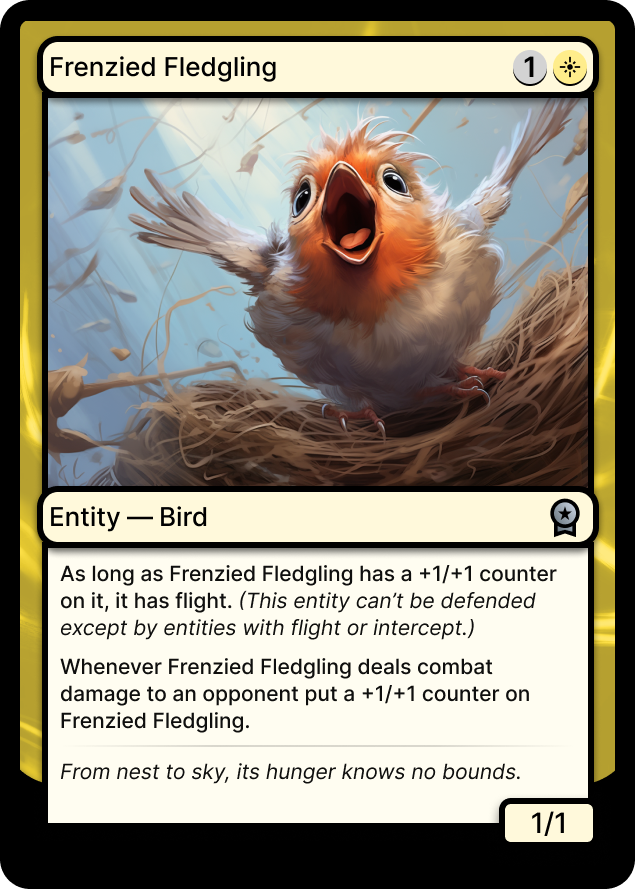 Frenzied Fledgling 1
Entity — Bird
As long as Frenzied Fledgling has a +1/+1 counter
on it, it has flight. (This entity can’t be defended
except by entities with flight or intercept.)
Whenever Frenzied Fledgling deals combat
damage to an opponent put a +1/+1 counter on
Frenzied Fledgling.
From nest to sky, its hunger knows no bounds.
1/1